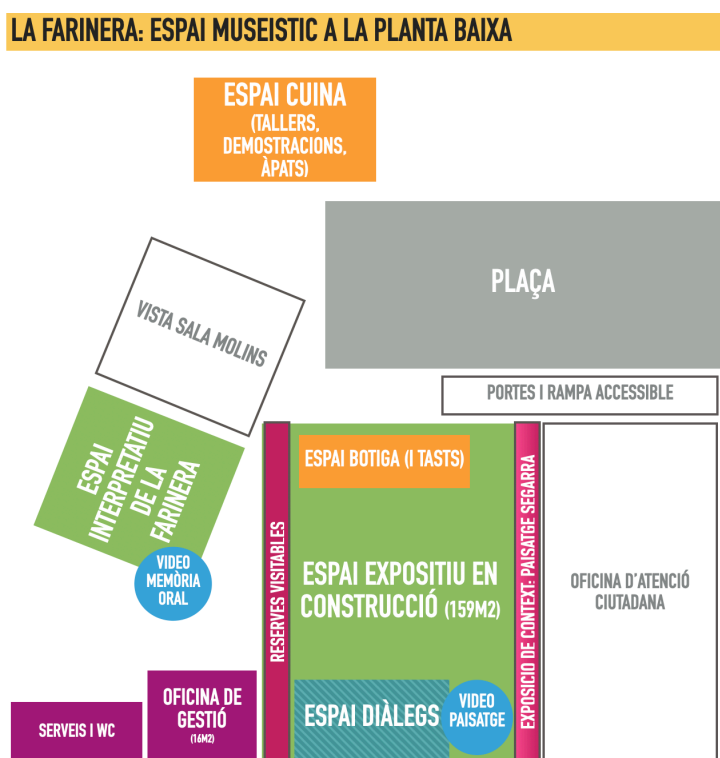 LA FARINERA: ESPAI MUSEISTIC A LA PLANTA BAIXA
ESPAI CUINA
(TALLERS,
DEMOSTRACIONS,
ÀPATS)
PLAÇA
VISTA SALA MOLINS
PORTES I RAMPA ACCESSIBLE
ESPAI
INTERPRETATIU
DE LA
FARINERA
VIDEO
MEMÒRIA
ORAL
RESERVES VISITABLES
ESPAI BOTIGA (I TASTS)
ESPAI EXPOSITIU EN
CONSTRUCCIÓ (159M2)
EXPOSICIO DE CONTEXT: PAISATGE SEGARRA
OFICINA D'ATENCIÓ
CIUTADANA
SERVEIS I WC
OFICINA DE
GESTIÓ
(16M2)
ESPAI DIÀLEGS
VIDEO
PAISATGE